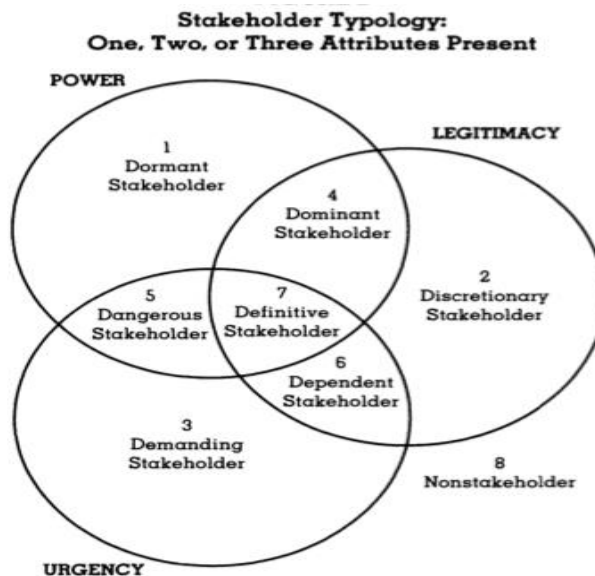 Stakeholder Typology:
One, Two, or Three Attributes Present
POWER
LEGITIMACY
1
Dormant
Stakeholder
4
Dominant
Stakeholder
2
Discretionary
Stakeholder
5
Dangerous
Stakeholder
7
Definitive
Stakeholder
6
Dependent
Stakeholder
3
Demanding
Stakeholder
8
Nonstakeholder
URGENCY